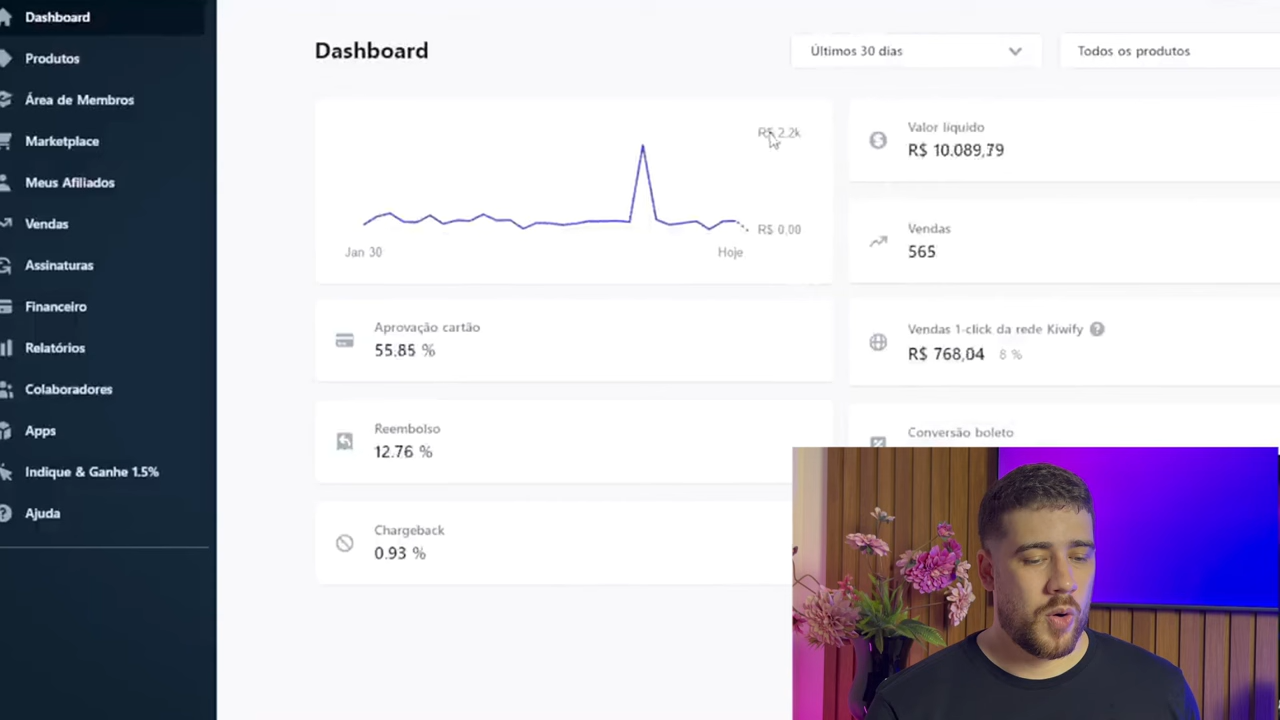 Dashboard
Produtos
Área de Membros
Marketplace
Meus Afiliados
Vendas
Assinaturas
Financeiro
Relatórios
Colaboradores
Apps
Indique & Ganhe 1.5%
Ajuda
Dashboard
Últimos 30 dias
Todos os produtos
R$ 2.2k
R$ 0,00
Jan 30
Hoje
Valor líquido
R$ 10.089,79
Vendas
565
Aprovação cartão
55.85 %
Vendas 1-click da rede Kiwify
R$ 768,04 8 %
Reembolso
12.76 %
Conversão boleto
Chargeback
0.93 %